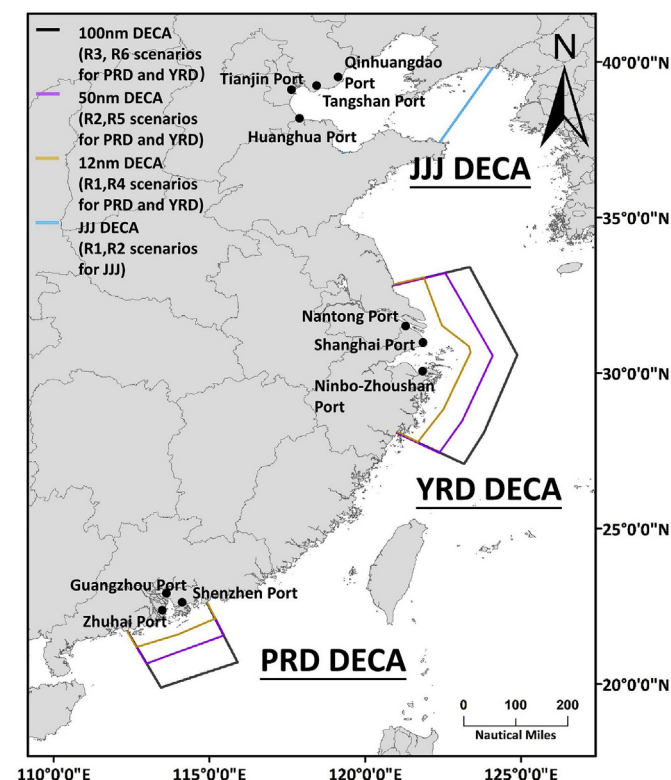 100nm DECA
(R3, R6 scenarios
for PRD and YRD)
50nm DECA
(R2,R5 scenarios
for PRD and YRD)
12nm DECA
(R1,R4 scenarios
for PRD and YRD)
JJJ DECA
(R1,R2 scenarios
for JJJ)
Qinhuangdao
Port
Tianjin Port
Tangshan Port
Huanghua Port
N
JJJ DECA
Nantong Port
Shanghai Port
Ninbo-Zhoushan
Port
YRD DECA
Guangzhou Port
Shenzhen Port
Zhuhai Port
PRD DECA
0 100 200
Nautical Miles
40°0'0"N
35°0'0"N
30°0'0"N
25°0'0"N
20°0'0"N
110°0'0"E 115°0'0"E 120°0'0"E 125°0'0"E